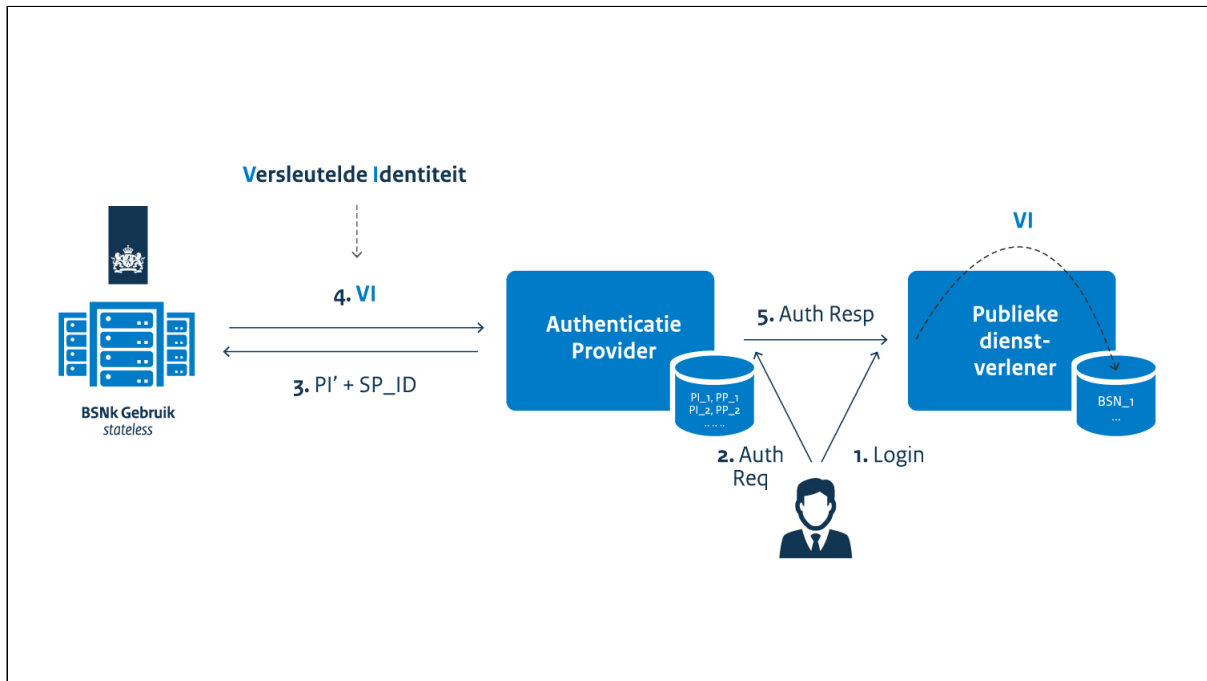 Versleutelde Identiteit
VI
4. VI
3. PI' + SP_ID
BSNk Gebruik
stateless
Authenticatie
Provider
PI_1, PP_1
PI_2, PP_2
.. .. ..
5. Auth Resp
2. Auth
Req
1. Login
Publieke
dienst-
verlener
BSN_1
...